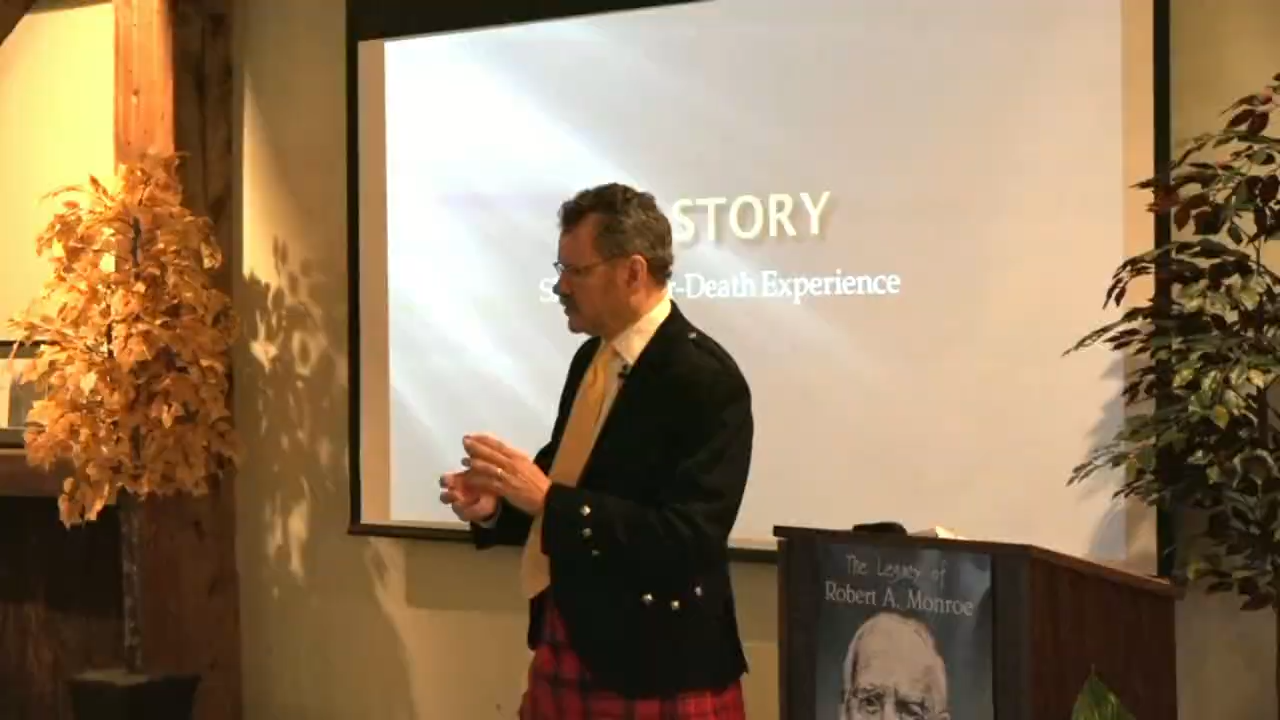 STORY
-Death Experience
The Legacy of
Robert A. Monroe